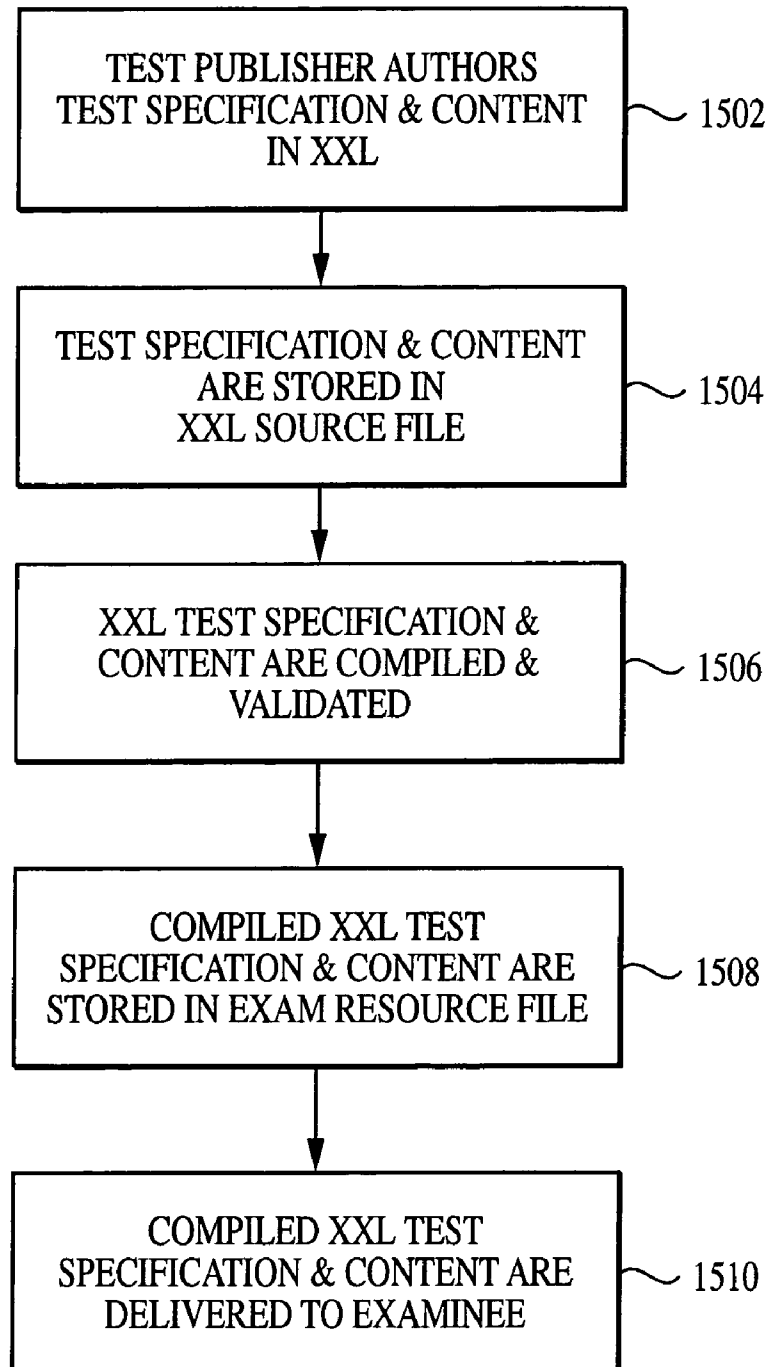 TEST PUBLISHER AUTHORS
TEST SPECIFICATION & CONTENT
IN XXL
1502
TEST SPECIFICATION & CONTENT
ARE STORED IN
XXL SOURCE FILE
1504
XXL TEST SPECIFICATION &
CONTENT ARE COMPILED &
VALIDATED
1506
COMPILED XXL TEST
SPECIFICATION & CONTENT ARE
STORED IN EXAM RESOURCE FILE
1508
COMPILED XXL TEST
SPECIFICATION & CONTENT ARE
DELIVERED TO EXAMINEE
1510